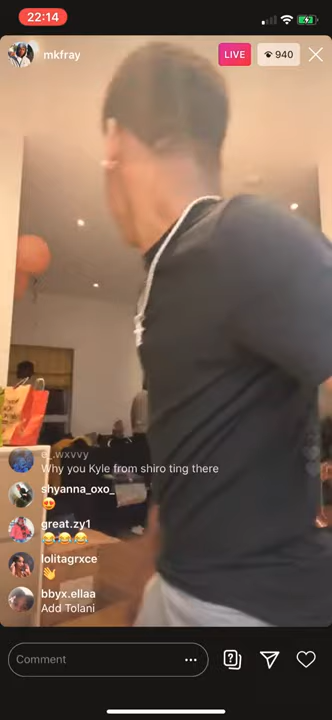 22:14
mkfray
LIVE
940
_.wxvvy
Why you Kyle from shiro ting there
shyanna_oxo_
great.zy1
lolitagrxce
bbyx.ellaa
Add Tolani
Comment